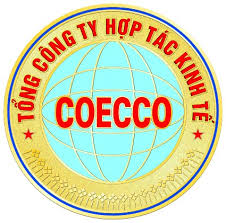 TỔNG CÔNG TY HỢP TÁC KINH TẾ
COECCO